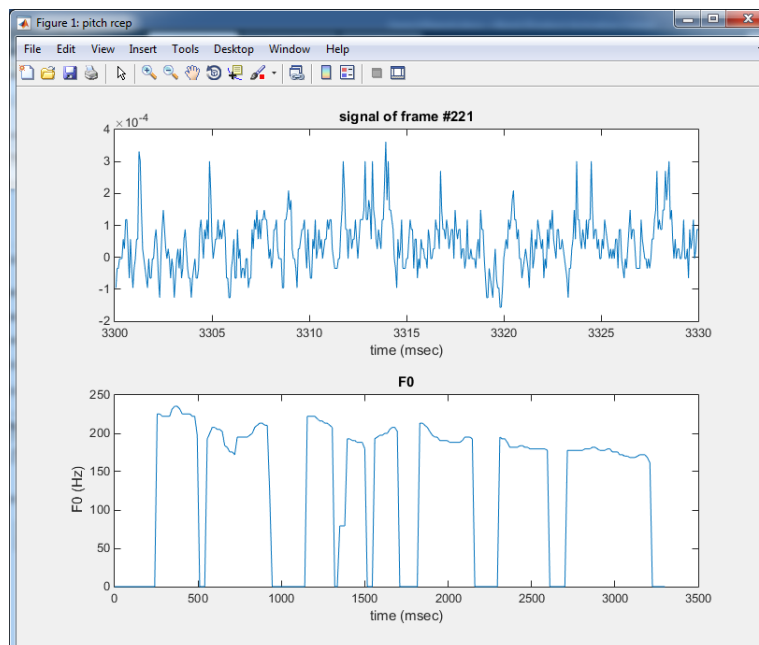 Figure 1: pitch rcep
File Edit View Insert Tools Desktop Window Help
signal of frame #221
×10-4
4
3
2
1
0
-1
-2
3300 3305 3310 3315 3320 3325 3330
time (msec)
F0
250
200
150
100
50
0
F0 (Hz)
0 500 1000 1500 2000 2500 3000 3500
time (msec)